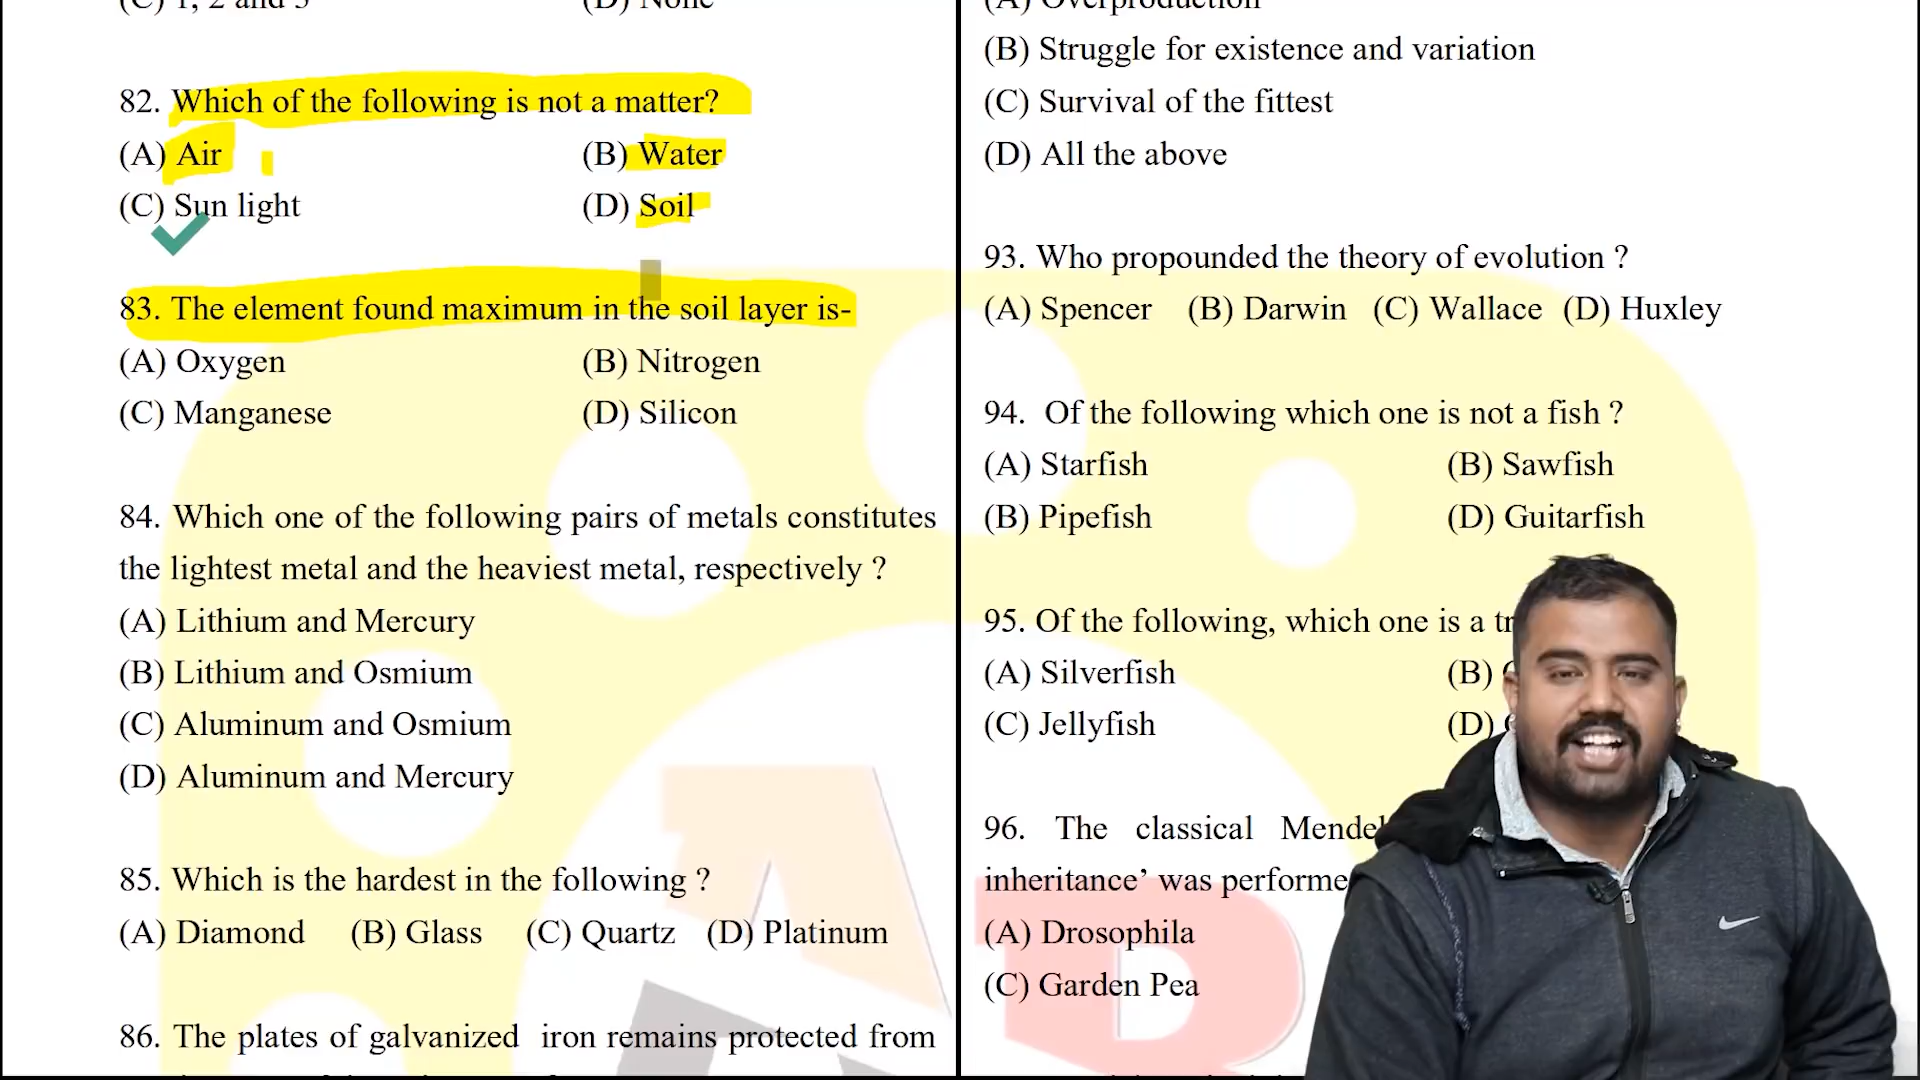 (C) 1, 2 and 3 (D) None
82. Which of the following is not a matter?
(A) Air (B) Water
(C) Sun light (D) Soil
83. The element found maximum in the soil layer is-
(A) Oxygen (B) Nitrogen
(C) Manganese (D) Silicon
84. Which one of the following pairs of metals constitutes
the lightest metal and the heaviest metal, respectively ?
(A) Lithium and Mercury
(B) Lithium and Osmium
(C) Aluminum and Osmium
(D) Aluminum and Mercury
85. Which is the hardest in the following ?
(A) Diamond (B) Glass (C) Quartz (D) Platinum
86. The plates of galvanized iron remains protected from
(A) Overproduction
(B) Struggle for existence and variation
(C) Survival of the fittest
(D) All the above
93. Who propounded the theory of evolution ?
(A) Spencer (B) Darwin (C) Wallace (D) Huxley
94. Of the following which one is not a fish ?
(A) Starfish (B) Sawfish
(B) Pipefish (D) Guitarfish
95. Of the following, which one is a
(A) Silverfish (B)
(C) Jellyfish (D)
96. The classical
inheritance’ was
(A) Drosophila
(C) Garden Pea